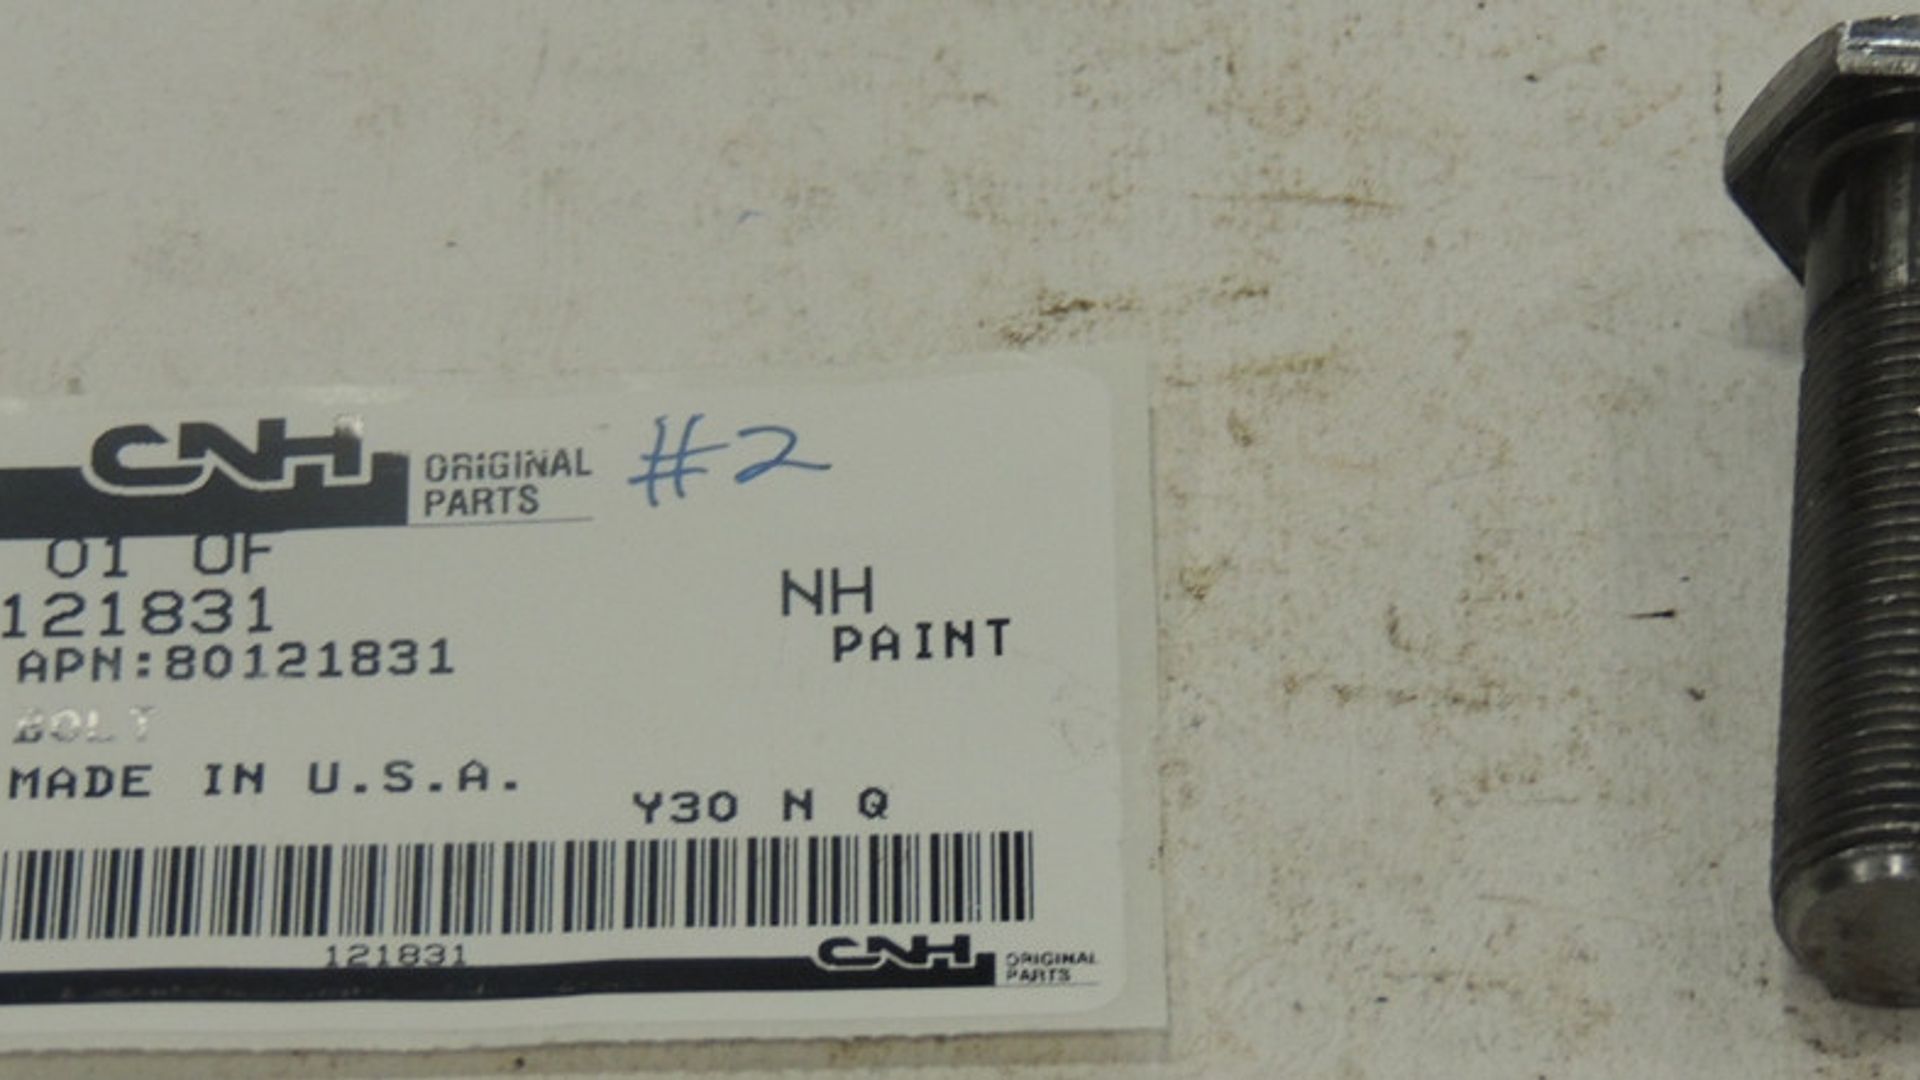 CNH ORIGINAL PARTS #2
01 OF
121831
NH
APN:80121831
PAINT
BOLT
MADE IN U.S.A.
Y30 N Q
121831
CNH ORIGINAL PARTS